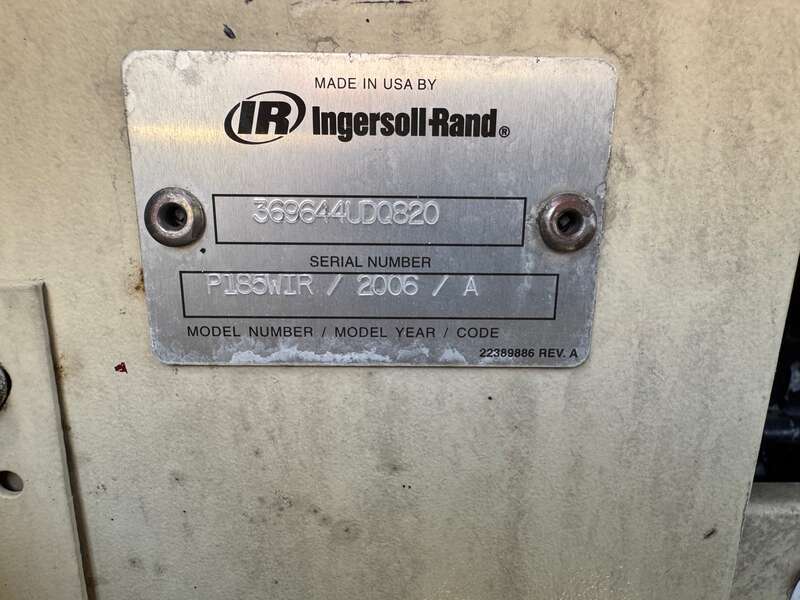 MADE IN USA BY
IR Ingersoll-Rand®
369644UDQ820
SERIAL NUMBER
P185WIR / 2006 / A
MODEL NUMBER / MODEL YEAR / CODE
22389886 REV. A